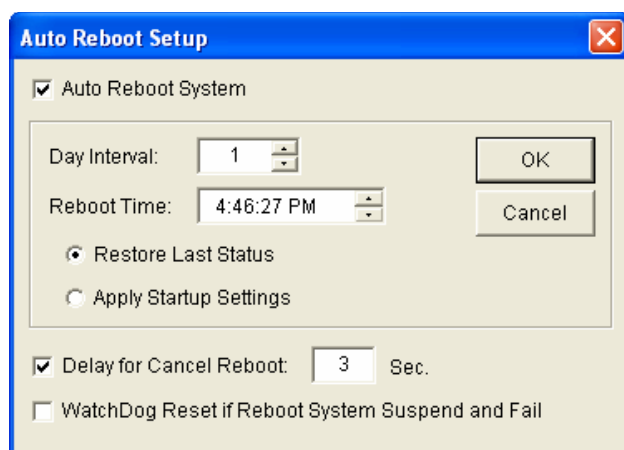 Auto Reboot Setup
Auto Reboot System
Day Interval: 1
OK
Reboot Time: 4:46:27 PM
Cancel
Restore Last Status
Apply Startup Settings
Delay for Cancel Reboot: 3 Sec.
WatchDog Reset if Reboot System Suspend and Fail